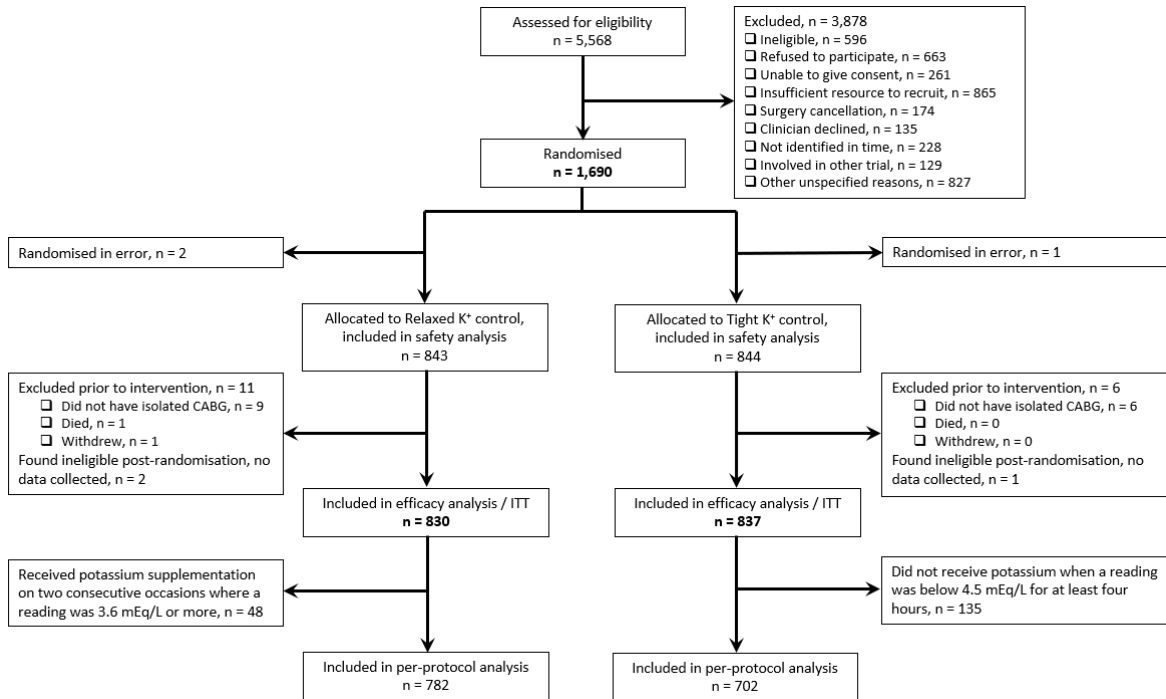 Assessed for eligibility
n = 5,568
Excluded, n = 3,878
❑ Ineligible, n = 596
❑ Refused to participate, n = 663
❑ Unable to give consent, n = 261
❑ Insufficient resource to recruit, n = 865
❑ Surgery cancellation, n = 174
❑ Clinician declined, n = 135
❑ Not identified in time, n = 228
❑ Involved in other trial, n = 129
❑ Other unspecified reasons, n = 827
Randomised
n = 1,690
Randomised in error, n = 2
Randomised in error, n = 1
Allocated to Relaxed K⁺ control,
included in safety analysis
n = 843
Allocated to Tight K⁺ control,
included in safety analysis
n = 844
Excluded prior to intervention, n = 11
❑ Did not have isolated CABG, n = 9
❑ Died, n = 1
❑ Withdrew, n = 1
Found ineligible post-randomisation, no
data collected, n = 2
Excluded prior to intervention, n = 6
❑ Did not have isolated CABG, n = 6
❑ Died, n = 0
❑ Withdrew, n = 0
Found ineligible post-randomisation, no
data collected, n = 1
Included in efficacy analysis / ITT
n = 830
Included in efficacy analysis / ITT
n = 837
Received potassium supplementation
on two consecutive occasions where a
reading was 3.6 mEq/L or more, n = 48
Did not receive potassium when a reading
was below 4.5 mEq/L for at least four
hours, n = 135
Included in per-protocol analysis
n = 782
Included in per-protocol analysis
n = 702